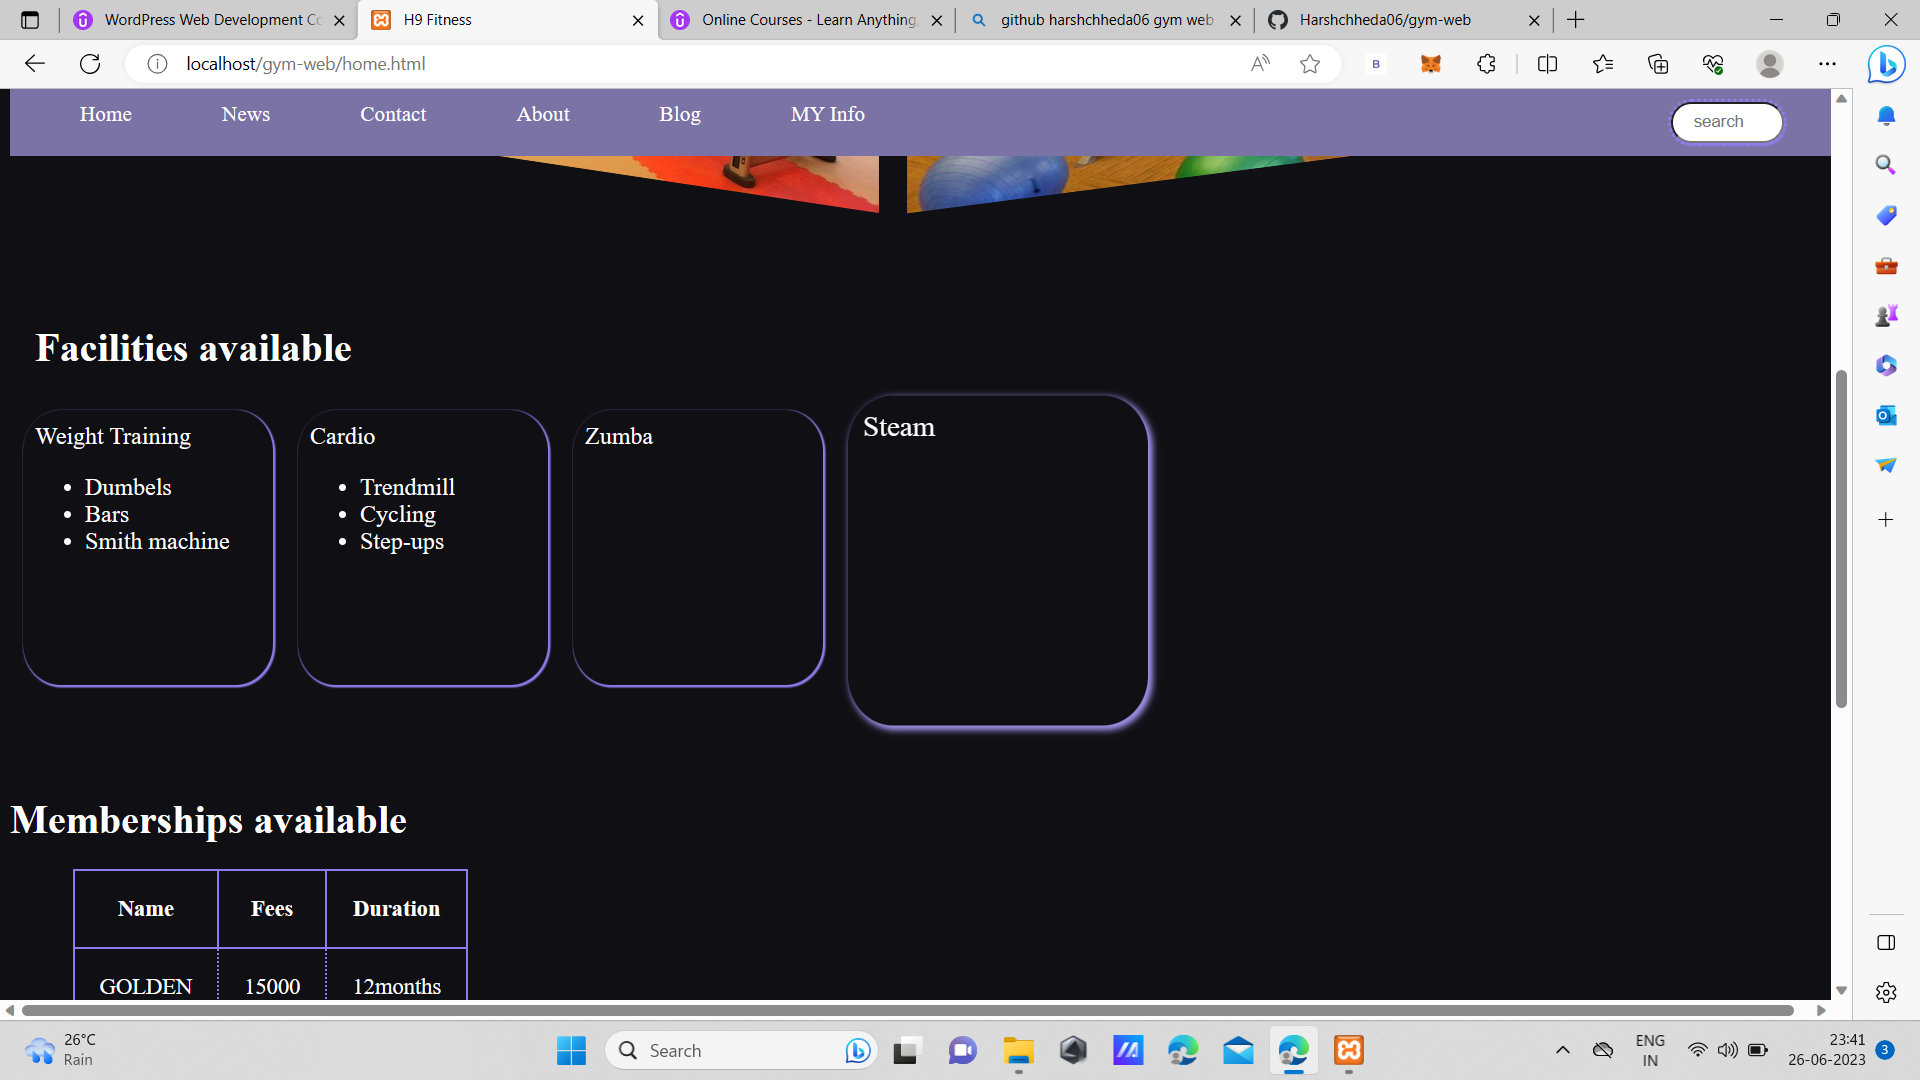 WordPress Web Development Co
H9 Fitness
Online Courses - Learn Anything,
github harshchheda06 gym web
Harshchheda06/gym-web
localhost/gym-web/home.html
B
Home
News
Contact
About
Blog
MY Info
search
Facilities available
Weight Training
Dumbels
Bars
Smith machine
Cardio
Trendmill
Cycling
Step-ups
Zumba
Steam
Memberships available
Name Fees Duration
GOLDEN 15000 12months
26°C
Rain
Search
ENG
IN
23:41
26-06-2023
3